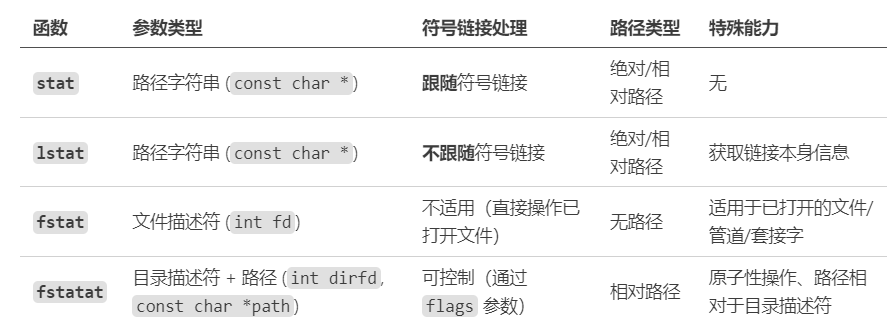 函数 参数类型 符号链接处理 路径类型 特殊能力
stat 路径字符串 (const char *) 跟随符号链接 绝对/相对路径 无
lstat 路径字符串 (const char *) 不跟随符号链接 绝对/相对路径 获取链接本身信息
fstat 文件描述符 (int fd) 不适用（直接操作已打开文件） 无路径 适用于已打开的文件/管道/套接字
fstatat 目录描述符 + 路径 (int dirfd, const char *path) 可控制（通过 flags 参数） 相对路径 原子性操作、路径相对于目录描述符